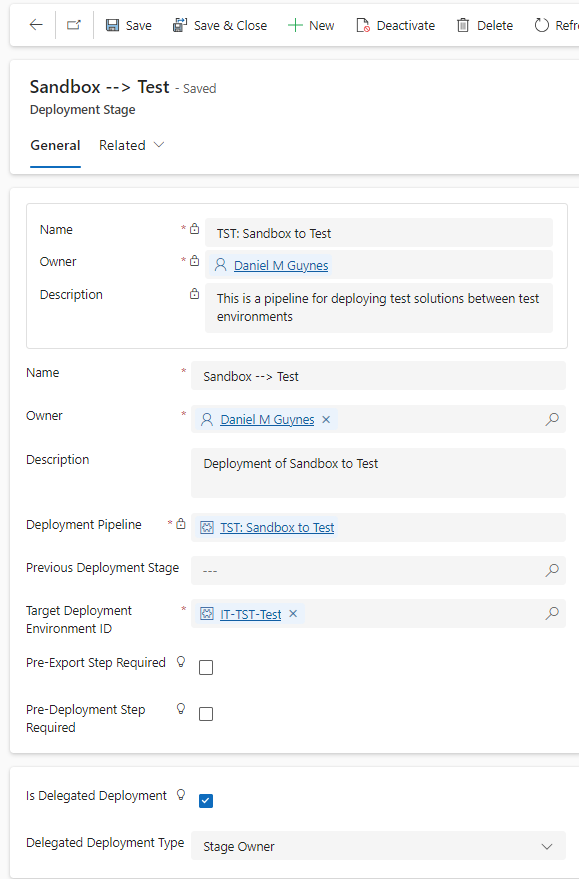 Save Save & Close New Deactivate Delete Refr
Sandbox --> Test - Saved
Deployment Stage
General Related
Name * TST: Sandbox to Test
Owner * Daniel M Guynes
Description This is a pipeline for deploying test solutions between test
environments
Name * Sandbox --> Test
Owner * Daniel M Guynes ×
Description Deployment of Sandbox to Test
Deployment Pipeline * TST: Sandbox to Test
Previous Deployment Stage ---
Target Deployment * IT-TST-Test ×
Environment ID
Pre-Export Step Required
Pre-Deployment Step
Required
Is Delegated Deployment
Delegated Deployment Type Stage Owner